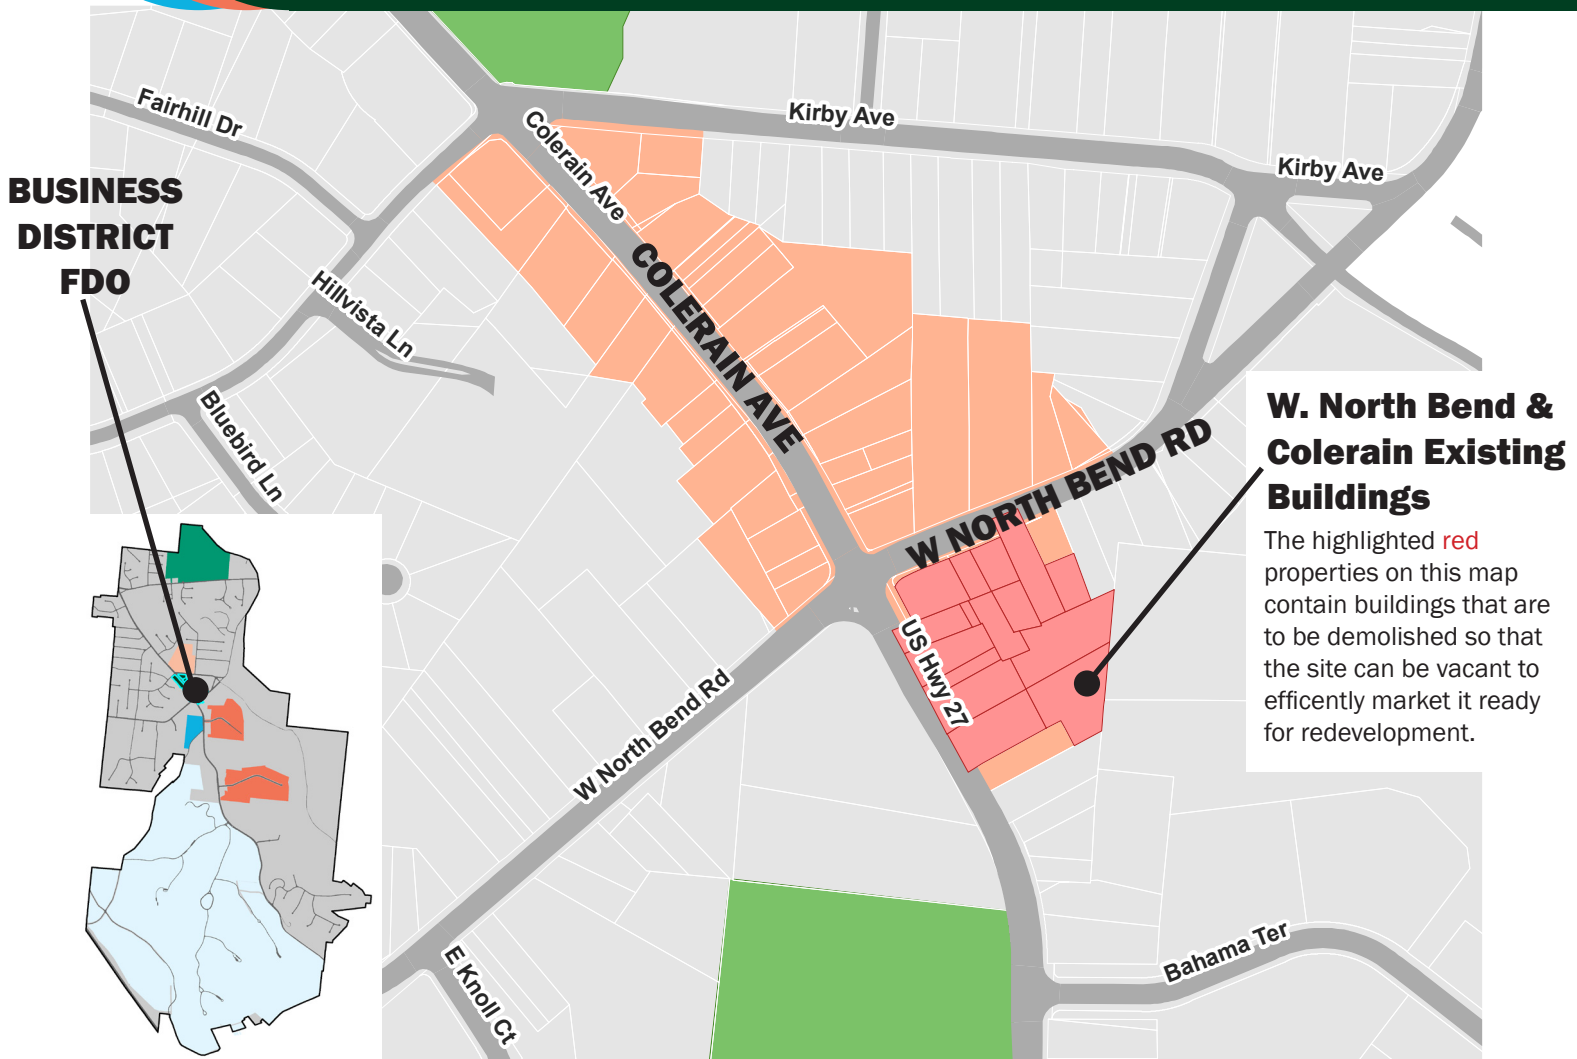 Fairhill Dr
Colerain Ave
Kirby Ave
Kirby Ave
BUSINESS
DISTRICT
FDO
Hillvista Ln
COLERAIN AVE
Bluebird Ln
W NORTH BEND RD
W. North Bend &
Colerain Existing
Buildings
The highlighted red
properties on this map
contain buildings that are
to be demolished so that
the site can be vacant to
efficently market it ready
for redevelopment.
US Hwy 27
W North Bend Rd
E Knoll Ct
Bahama Ter